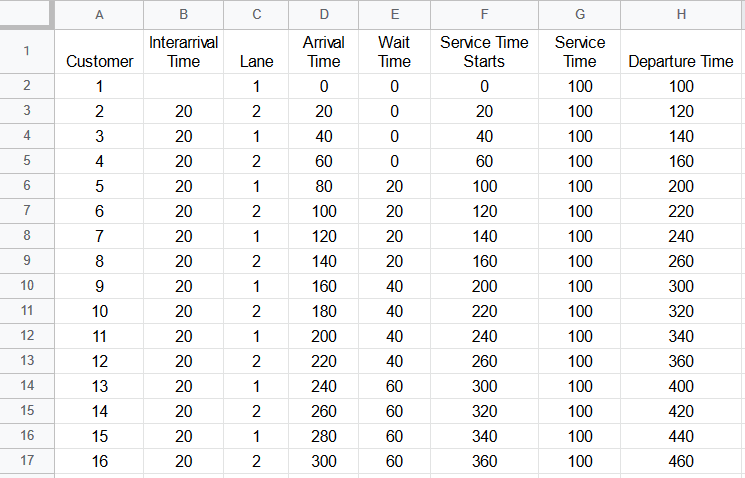 A B C D E F G H
1 Customer Interarrival Time Lane Arrival Time Wait Time Service Time Starts Service Time Departure Time
2 1 1 0 0 0 100 100
3 2 20 2 20 0 20 100 120
4 3 20 1 40 0 40 100 140
5 4 20 2 60 0 60 100 160
6 5 20 1 80 20 100 100 200
7 6 20 2 100 20 120 100 220
8 7 20 1 120 20 140 100 240
9 8 20 2 140 20 160 100 260
10 9 20 1 160 40 200 100 300
11 10 20 2 180 40 220 100 320
12 11 20 1 200 40 240 100 340
13 12 20 2 220 40 260 100 360
14 13 20 1 240 60 300 100 400
15 14 20 2 260 60 320 100 420
16 15 20 1 280 60 340 100 440
17 16 20 2 300 60 360 100 460